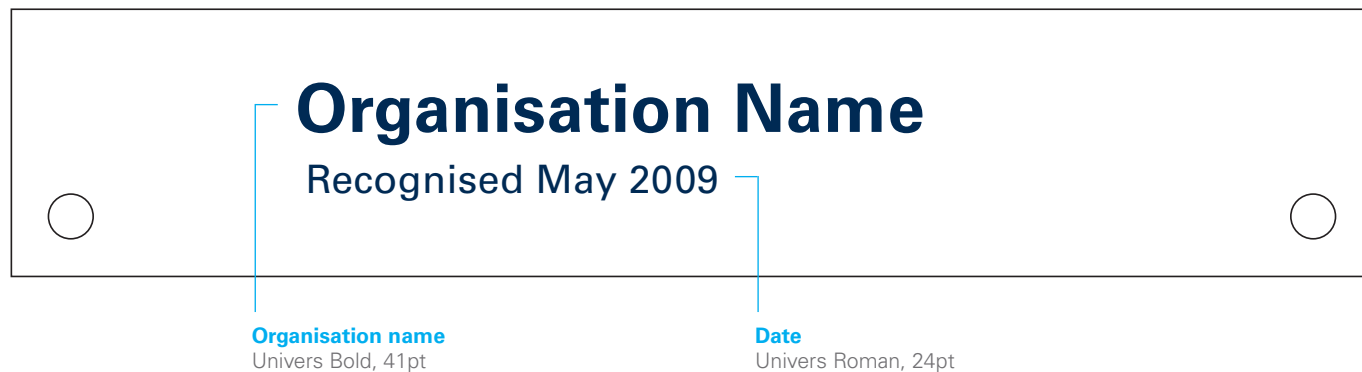 Organisation Name
Recognised May 2009
Organisation name
Univers Bold, 41pt
Date
Univers Roman, 24pt